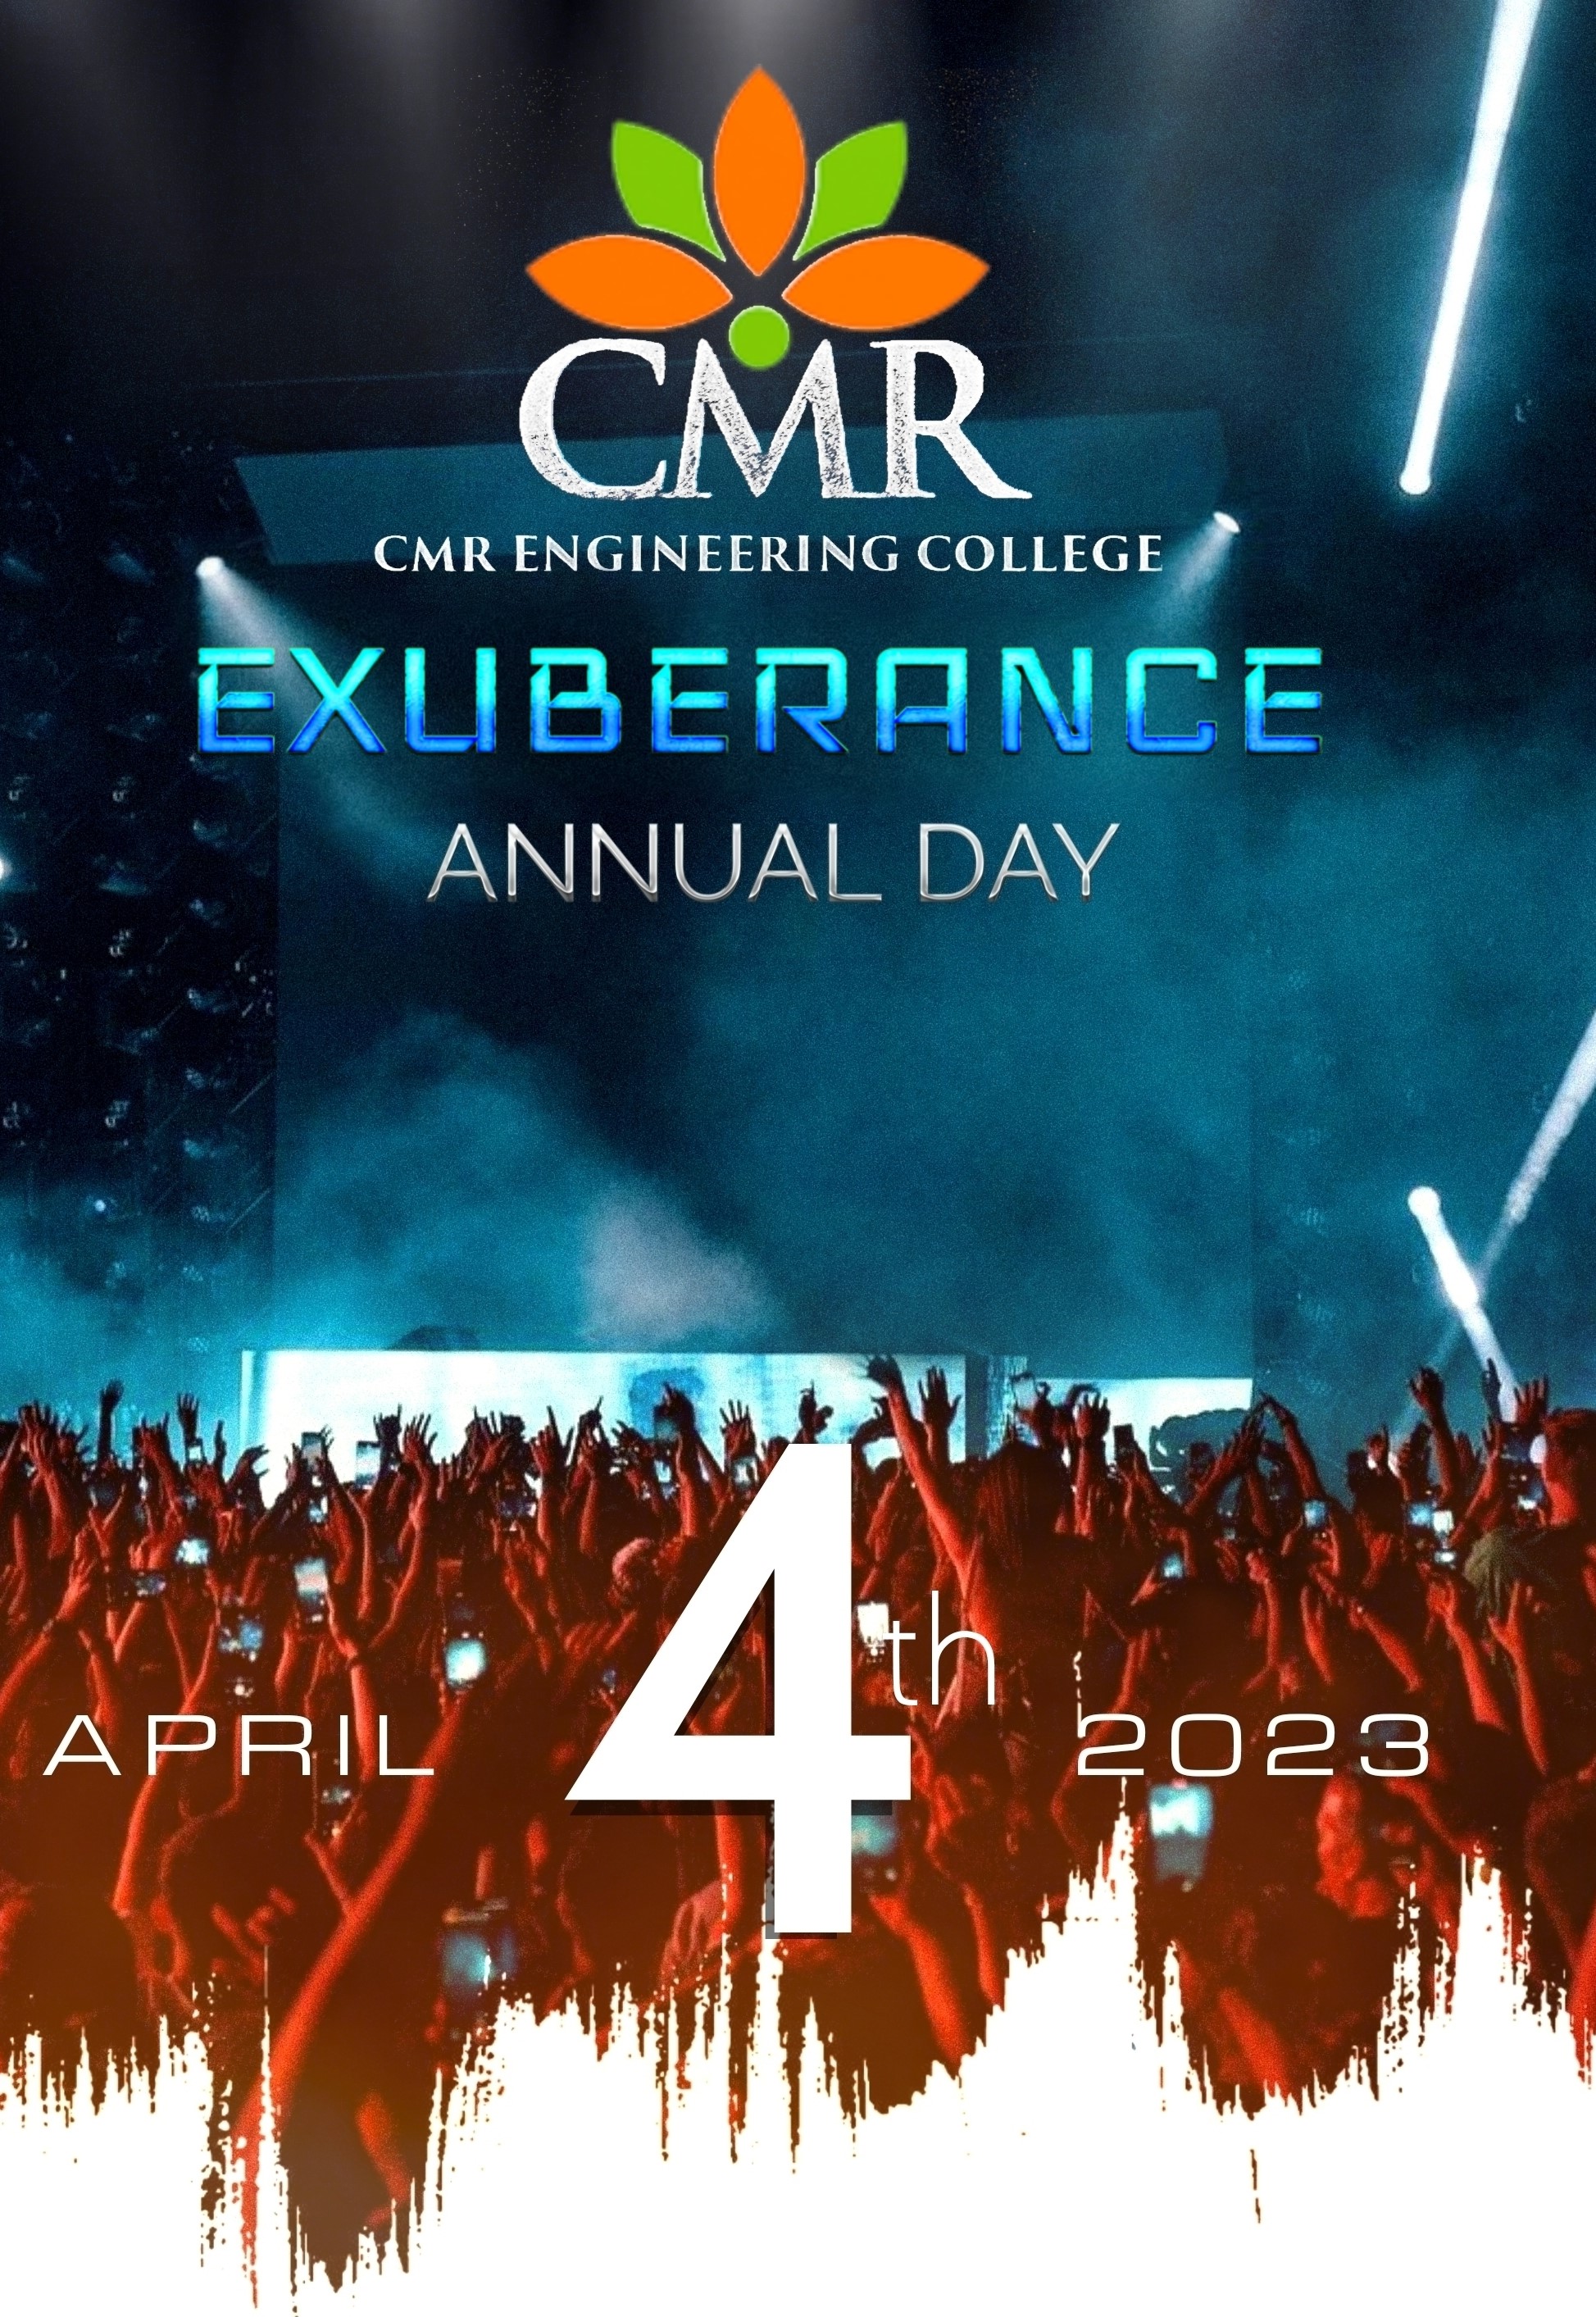 CMR
CMR ENGINEERING COLLEGE
EXUBERANCE
ANNUAL DAY
APRIL 4th 2023